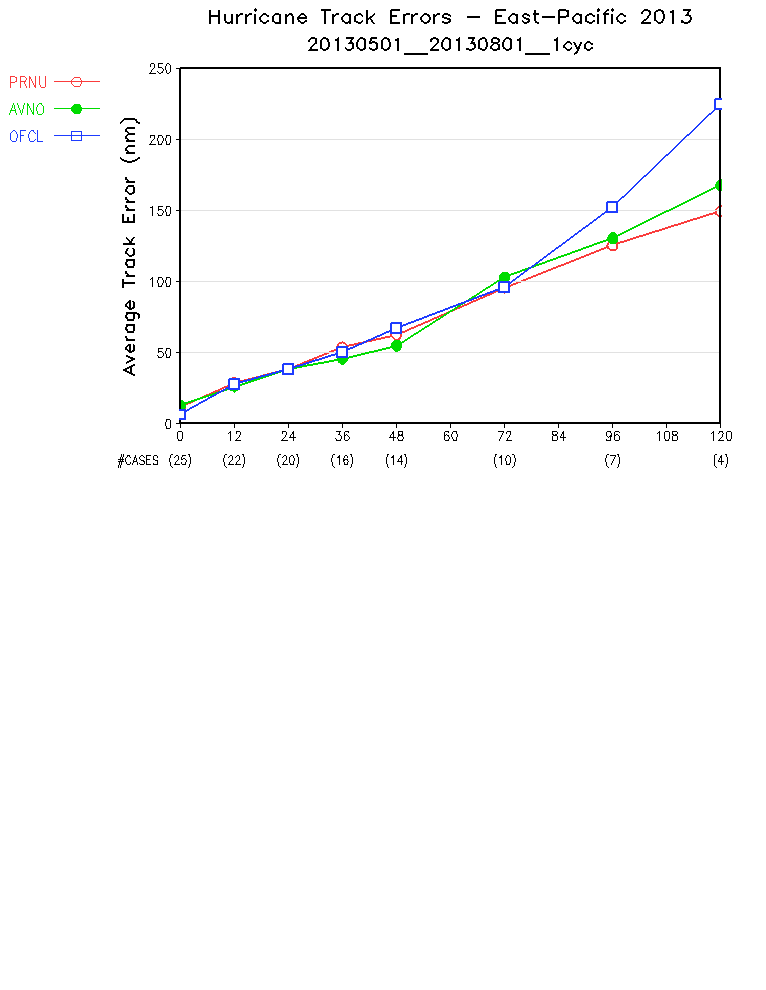 Hurricane Track Errors - East-Pacific 2013
20130501__20130801__1cyc
PRNU
AVNO
OFCL
Average Track Error (nm)
250
200
150
100
50
0
0 12 24 36 48 60 72 84 96 108 120
#CASES (25) (22) (20) (16) (14) (10) (7) (4)